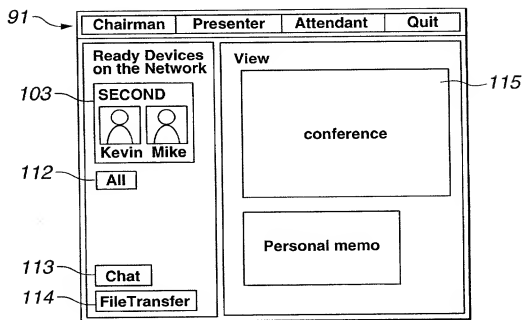 91
Chairman Presenter Attendant Quit
Ready Devices
on the Network
103
SECOND
Kevin Mike
112
All
113
Chat
114
FileTransfer
View
115
conference
Personal memo